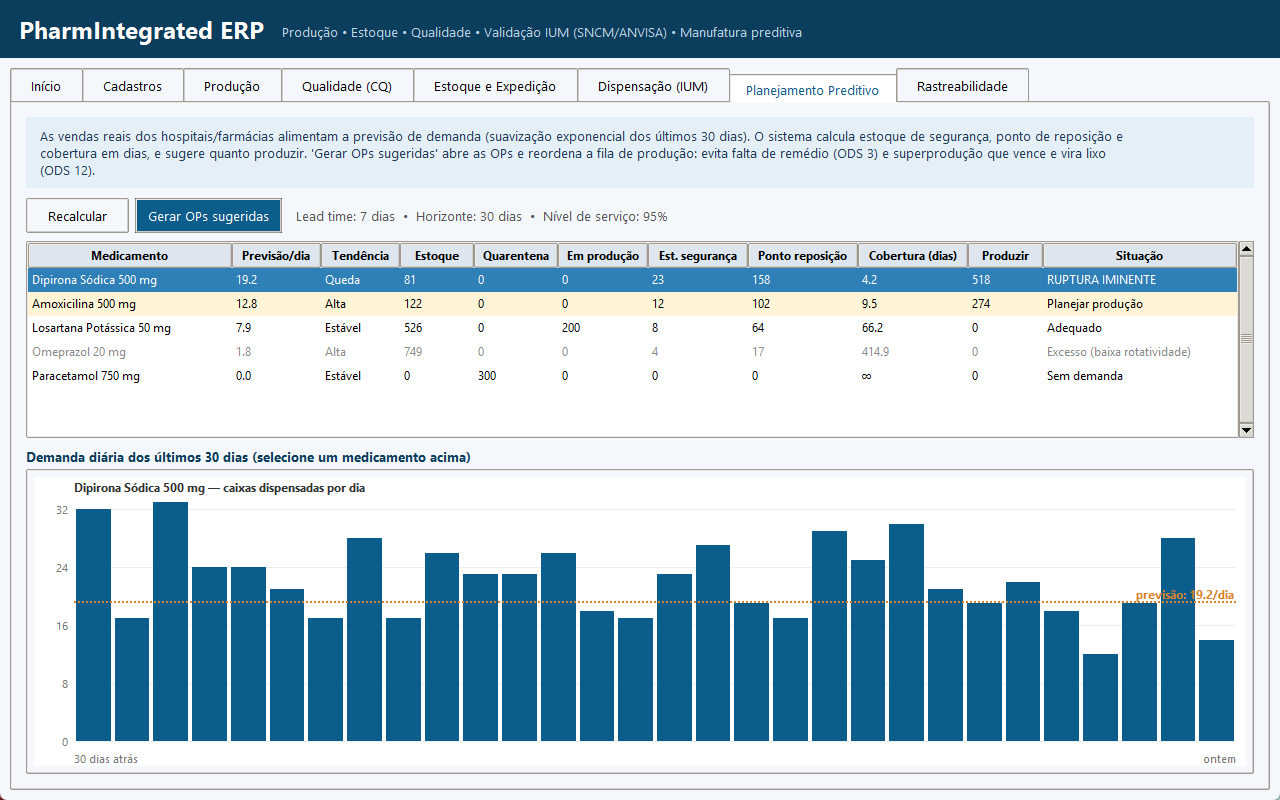 PharmIntegrated ERP
Produção • Estoque • Qualidade • Validação IUM (SNCM/ANVISA) • Manufatura preditiva
Início
Cadastros
Produção
Qualidade (CQ)
Estoque e Expedição
Dispensação (IUM)
Planejamento Preditivo
Rastreabilidade
As vendas reais dos hospitais/farmácias alimentam a previsão de demanda (suavização exponencial dos últimos 30 dias). O sistema calcula estoque de segurança, ponto de reposição e
cobertura em dias, e sugere quanto produzir. 'Gerar OPs sugeridas' abre as OPs e reordena a fila de produção: evita falta de remédio (ODS 3) e superprodução que vence e vira lixo
(ODS 12).
Recalcular
Gerar OPs sugeridas
Lead time: 7 dias • Horizonte: 30 dias • Nível de serviço: 95%
Medicamento Previsão/dia Tendência Estoque Quarentena Em produção Est. segurança Ponto reposição Cobertura (dias) Produzir Situação
Dipirona Sódica 500 mg 19.2 Queda 81 0 0 23 158 4.2 518 RUPTURA IMINENTE
Amoxicilina 500 mg 12.8 Alta 122 0 0 12 102 9.5 274 Planejar produção
Losartana Potássica 50 mg 7.9 Estável 526 0 200 8 64 66.2 0 Adequado
Omeprazol 20 mg 1.8 Alta 749 0 0 4 17 414.9 0 Excesso (baixa rotatividade)
Paracetamol 750 mg 0.0 Estável 0 300 0 0 0 ∞ 0 Sem demanda
Demanda diária dos últimos 30 dias (selecione um medicamento acima)
Dipirona Sódica 500 mg — caixas dispensadas por dia
32
24
previsão: 19.2/dia
16
8
0
30 dias atrás
ontem